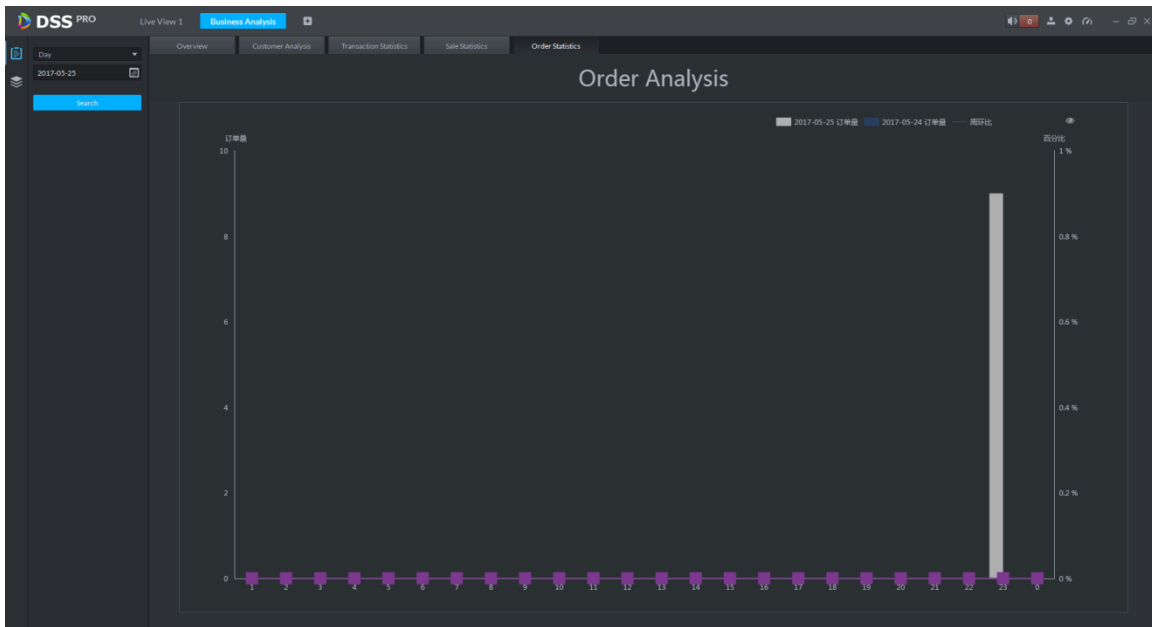 DSS PRO Live View 1 Business Analysis 0
Day
2017-05-25
Search
Overview Customer Analysis Transaction Statistics Sale Statistics Order Statistics
Order Analysis
2017-05-25 订单量 2017-05-24 订单量 周环比
订单量 百分比
10 1 %
8 0.8 %
6 0.6 %
4 0.4 %
2 0.2 %
0 0 %
1 2 3 4 5 6 7 8 9 10 11 12 13 14 15 16 17 18 19 20 21 22 23 0